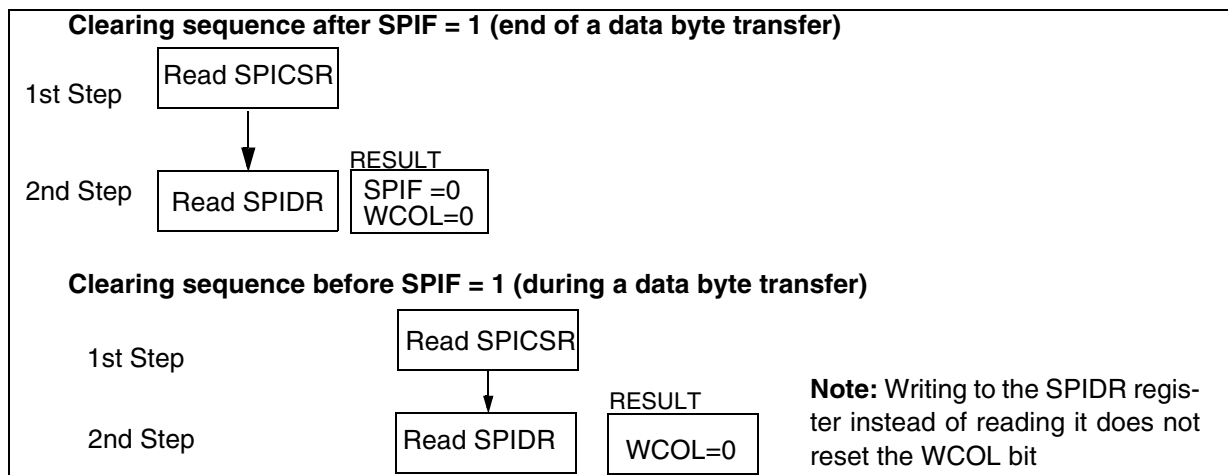 Clearing sequence after SPIF = 1 (end of a data byte transfer)
1st Step
Read SPICSR
2nd Step
Read SPIDR
RESULT
SPIF =0
WCOL=0
Clearing sequence before SPIF = 1 (during a data byte transfer)
1st Step
Read SPICSR
2nd Step
Read SPIDR
RESULT
WCOL=0
Note: Writing to the SPIDR regis-
ter instead of reading it does not
reset the WCOL bit